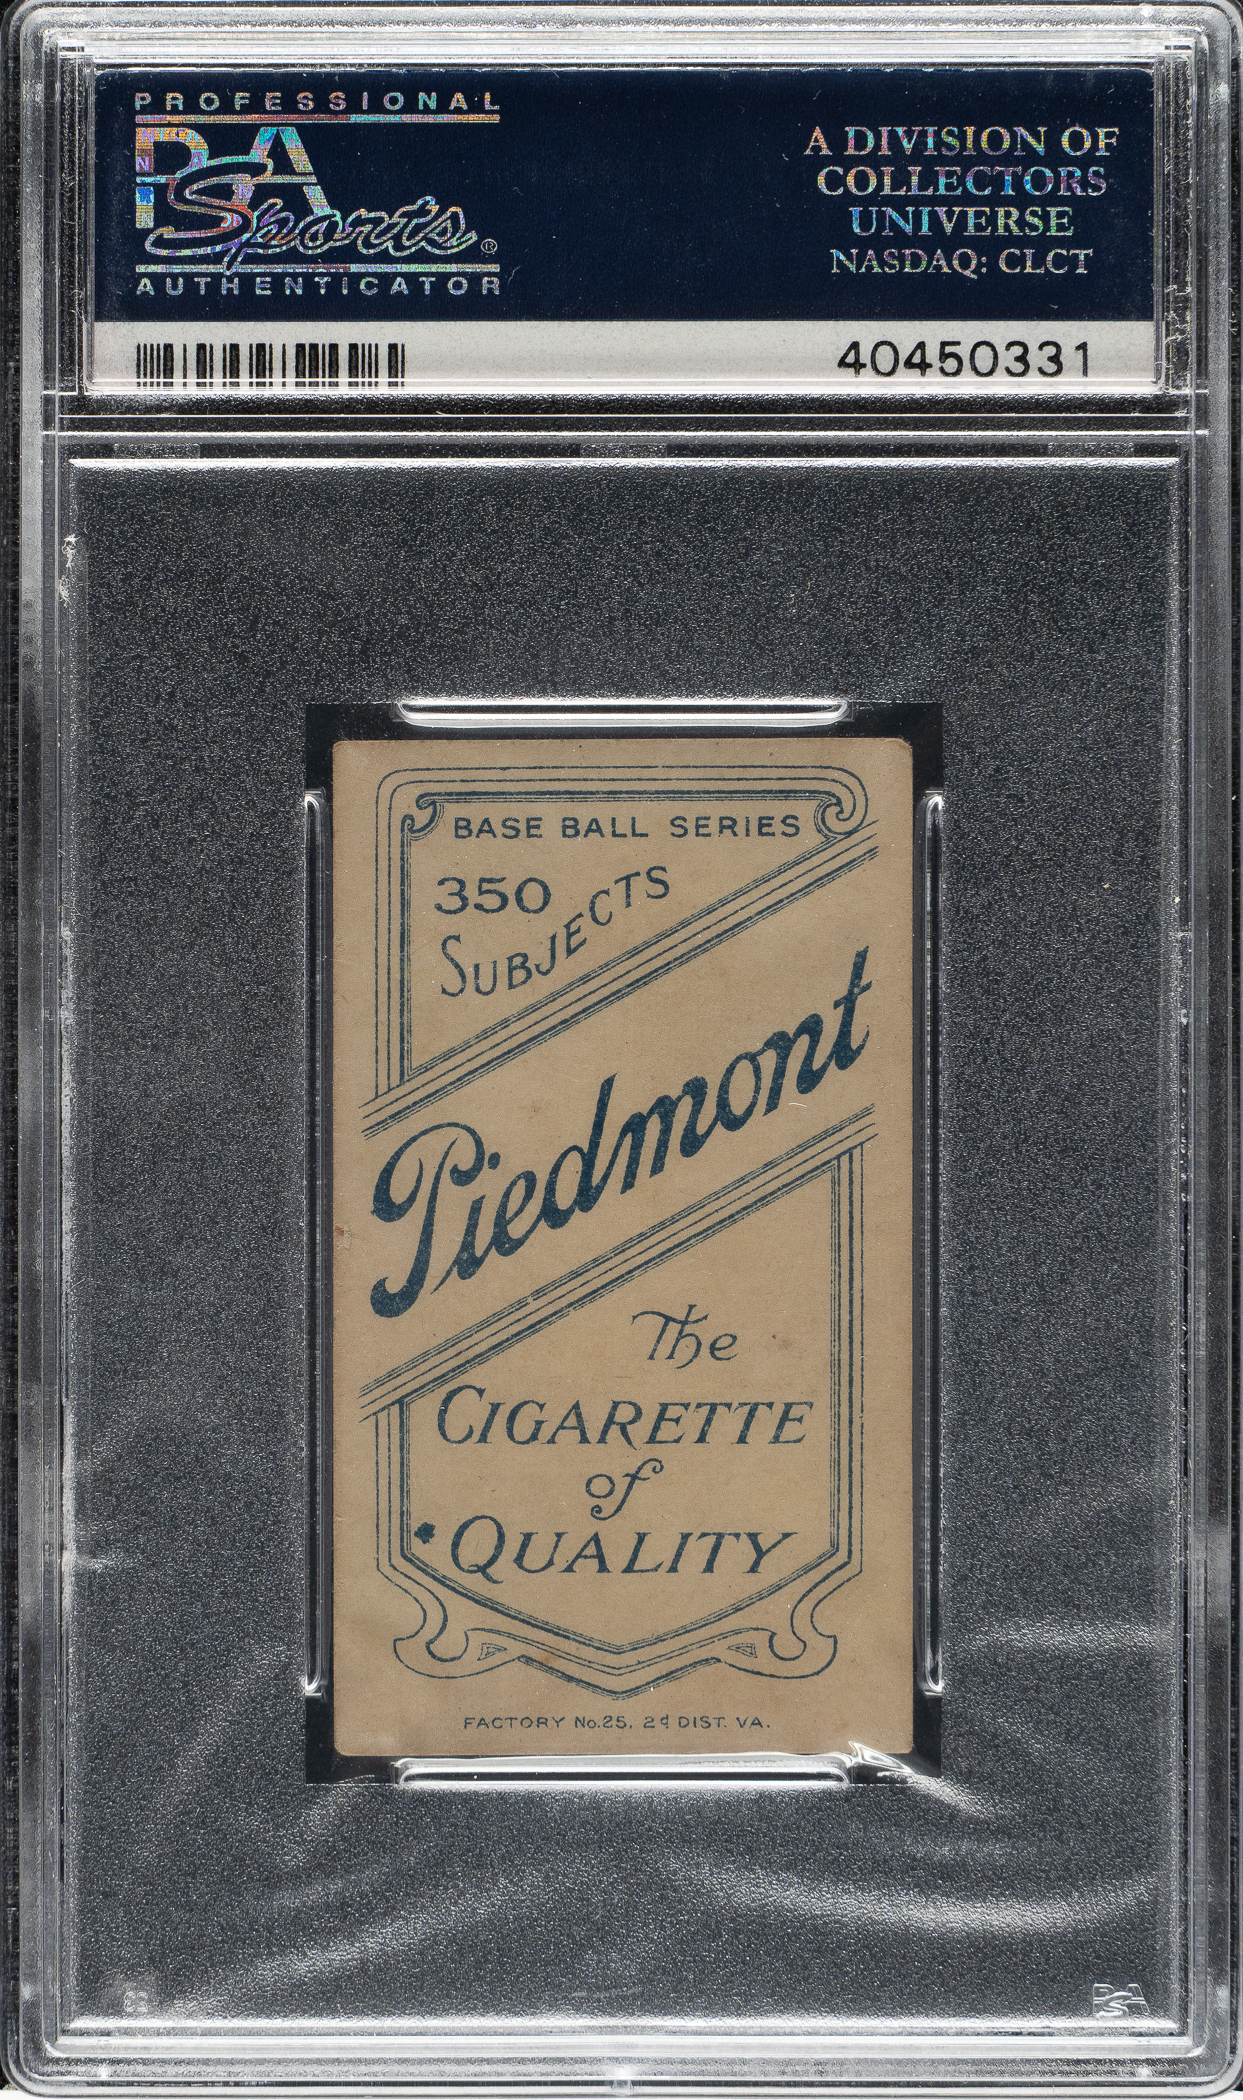 PROFESSIONAL
PSA
Sports®
AUTHENTICATOR
A DIVISION OF
COLLECTORS
UNIVERSE
NASDAQ: CLCT
40450331
BASE BALL SERIES
350
SUBJECTS
Piedmont
The
CIGARETTE
of
QUALITY
FACTORY No.25. 2d DIST. VA.
PSA